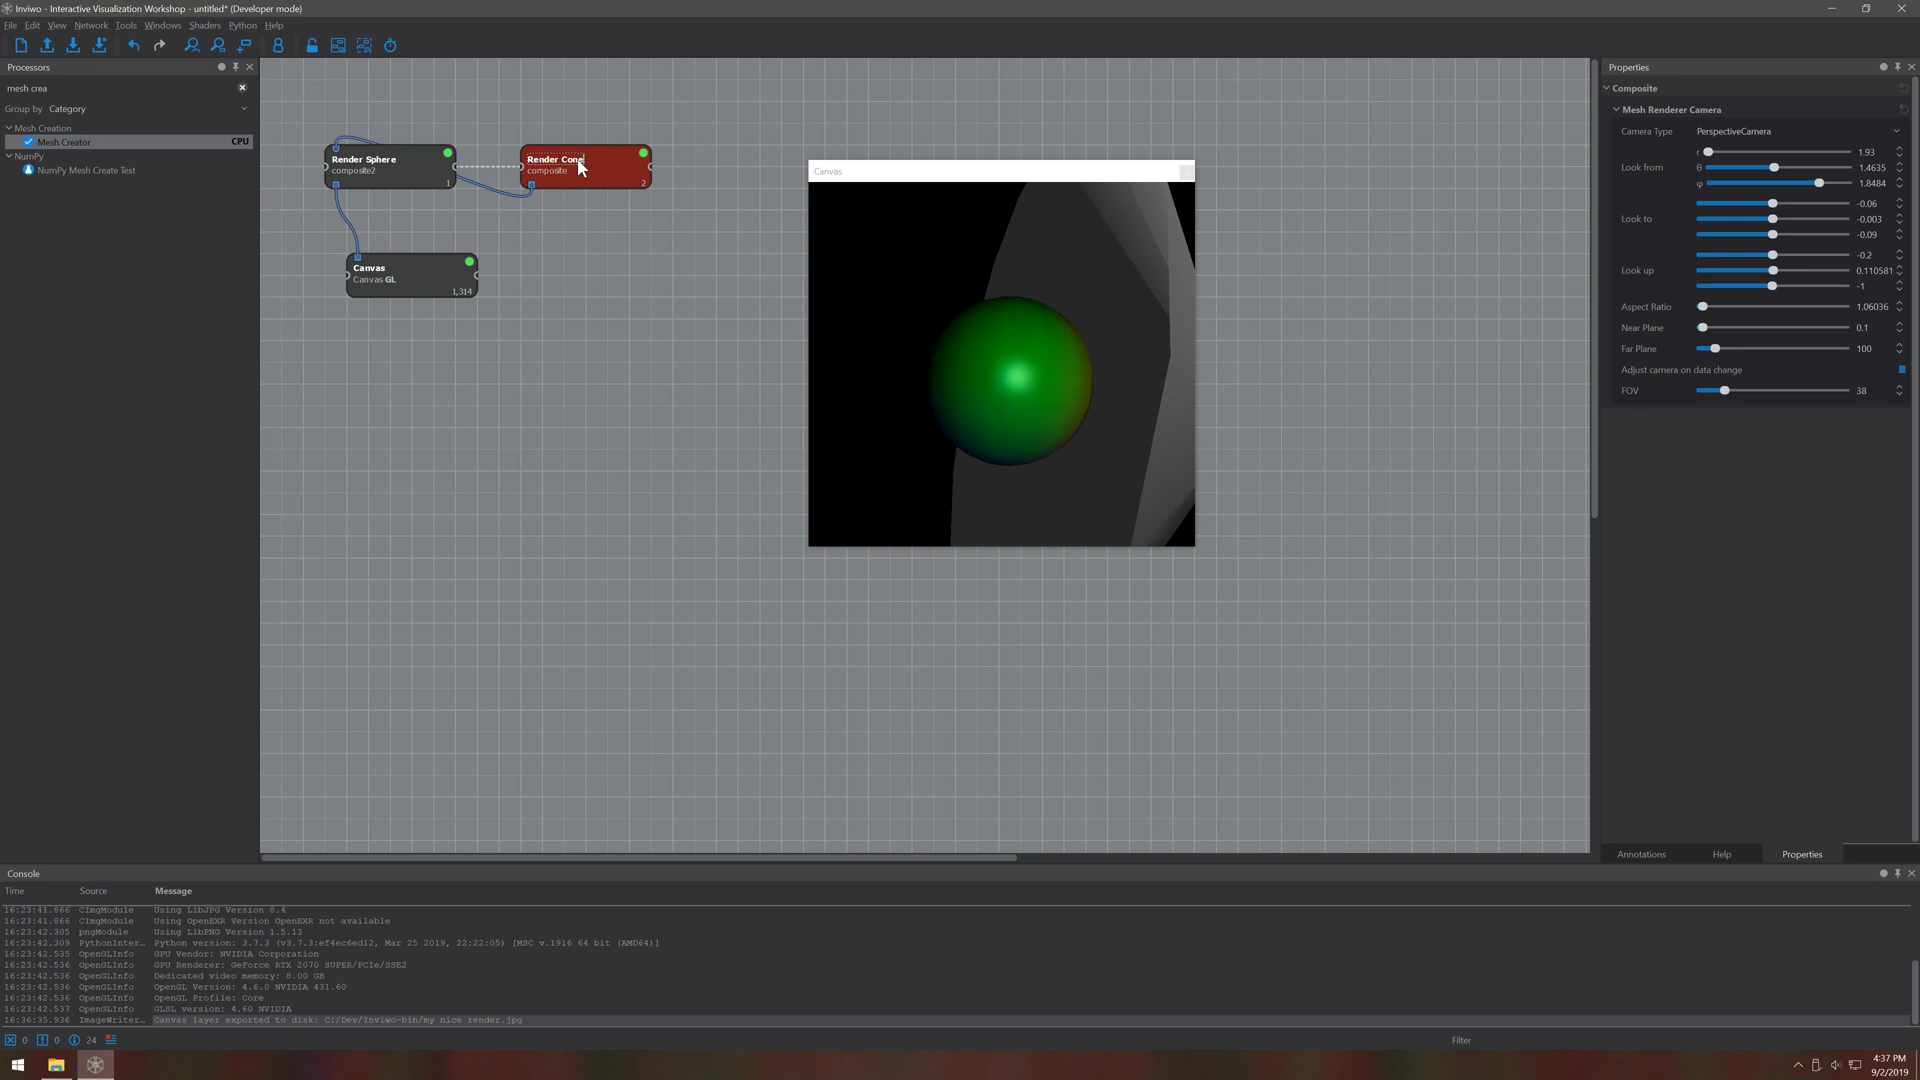 Inviwo - Interactive Visualization Workshop - untitled* (Developer mode)
File Edit View Network Tools Windows Shaders Python Help
Processors
mesh crea
Group by Category
Mesh Creation
Mesh Creator CPU
NumPy
NumPy Mesh Create Test
Render Sphere
composite2
1
Render Cone
composite
2
Canvas
Canvas GL
1,314
Canvas
Properties
Composite
Mesh Renderer Camera
Camera Type PerspectiveCamera
r 1.93
Look from θ 1.4635
φ 1.8484
-0.06
Look to -0.003
-0.09
-0.2
Look up 0.110581
-1
Aspect Ratio 1.06036
Near Plane 0.1
Far Plane 100
Adjust camera on data change
FOV 38
Annotations Help Properties
Console
Time Source Message
16:23:41.866 CImgModule Using LibJPG Version 8.4
16:23:41.866 CImgModule Using OpenEXR Version OpenEXR not available
16:23:42.305 pngModule Using LibPNG Version 1.5.13
16:23:42.309 PythonInter... Python version: 3.7.3 (v3.7.3:ef4ec6ed12, Mar 25 2019, 22:22:05) [MSC v.1916 64 bit (AMD64)]
16:23:42.535 OpenGLInfo GPU Vendor: NVIDIA Corporation
16:23:42.536 OpenGLInfo GPU Renderer: GeForce RTX 2070 SUPER/PCIe/SSE2
16:23:42.536 OpenGLInfo Dedicated video memory: 8.00 GB
16:23:42.536 OpenGLInfo OpenGL Version: 4.6.0 NVIDIA 431.60
16:23:42.536 OpenGLInfo OpenGL Profile: Core
16:23:42.537 OpenGLInfo GLSL version: 4.60 NVIDIA
16:36:35.936 ImageWriter... Canvas layer exported to disk: C:/Dev/Inviwo-bin/my nice render.jpg
0 0 24 Filter
4:37 PM
9/2/2019